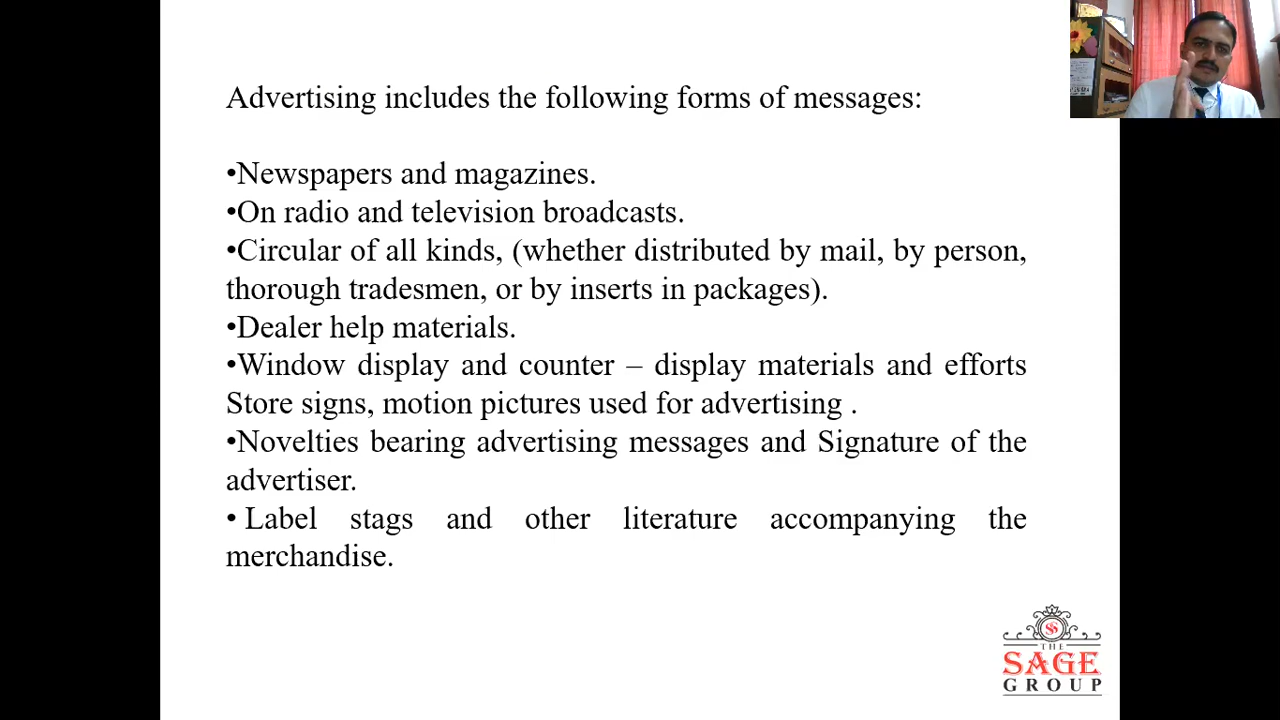 Advertising includes the following forms of messages:
•Newspapers and magazines.
•On radio and television broadcasts.
•Circular of all kinds, (whether distributed by mail, by person,
thorough tradesmen, or by inserts in packages).
•Dealer help materials.
•Window display and counter – display materials and efforts
Store signs, motion pictures used for advertising .
•Novelties bearing advertising messages and Signature of the
advertiser.
• Label stags and other literature accompanying the
merchandise.
THE
SAGE
GROUP